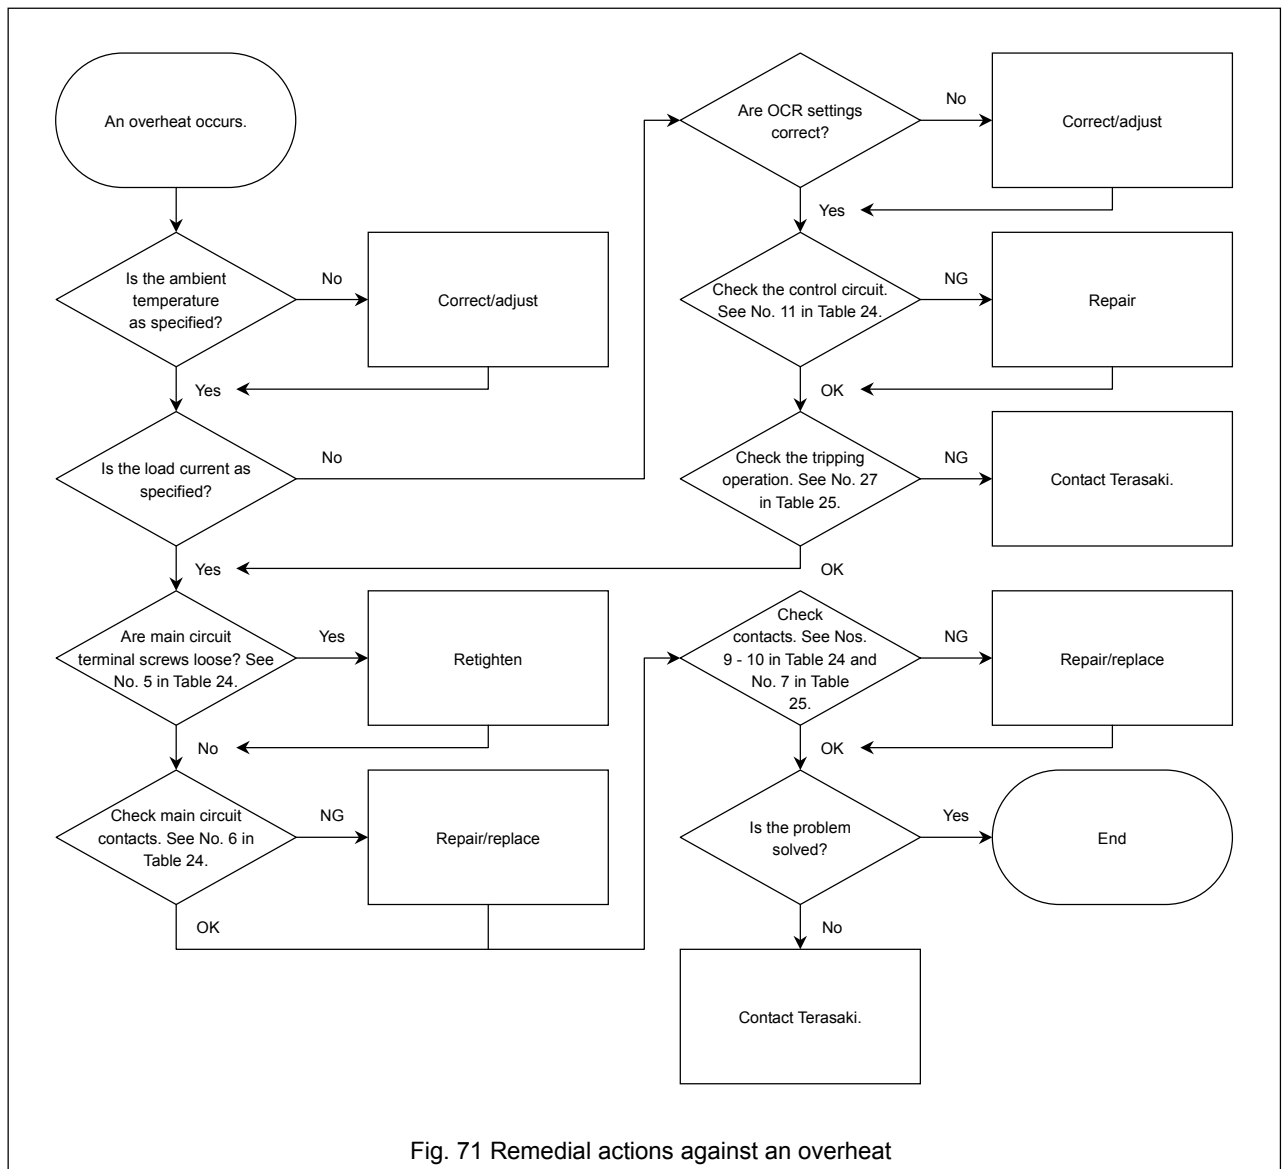 An overheat occurs.
Is the ambient
temperature
as specified?
No
Correct/adjust
Yes
Is the load current as
specified?
No
Yes
Are main circuit
terminal screws loose? See
No. 5 in Table 24.
Yes
Retighten
No
Check main circuit
contacts. See No. 6 in
Table 24.
NG
Repair/replace
OK
Are OCR settings
correct?
No
Correct/adjust
Yes
Check the control circuit.
See No. 11 in Table 24.
NG
Repair
OK
Check the tripping
operation. See No. 27
in Table 25.
NG
Contact Terasaki.
OK
Check
contacts. See Nos.
9 - 10 in Table 24 and
No. 7 in Table
25.
NG
Repair/replace
OK
Is the problem
solved?
Yes
End
No
Contact Terasaki.
Fig. 71 Remedial actions against an overheat